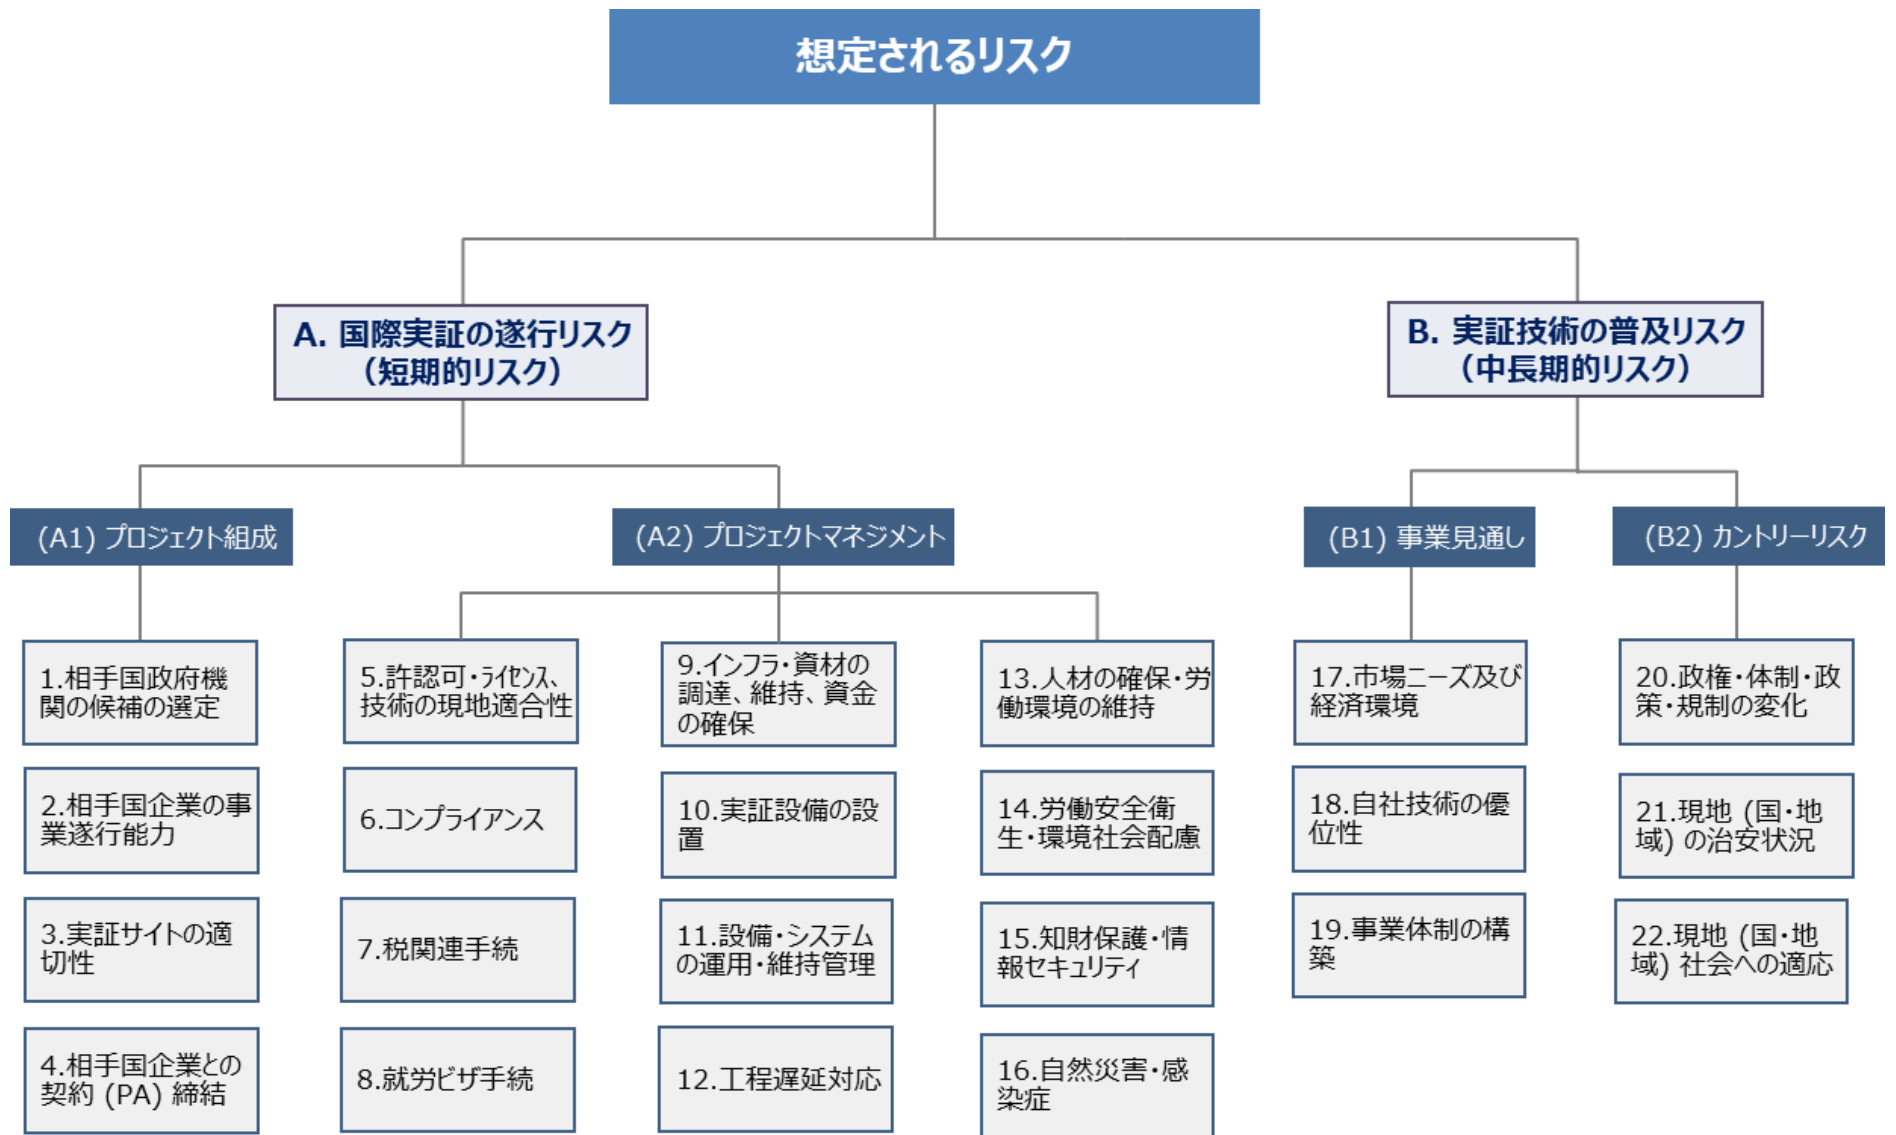 想定されるリスク
A. 国際実証の遂行リスク
（短期的リスク）
B. 実証技術の普及リスク
（中長期的リスク）
(A1) プロジェクト組成
(A2) プロジェクトマネジメント
(B1) 事業見通し
(B2) カントリーリスク
1.相手国政府機
関の候補の選定
2.相手国企業の事
業遂行能力
3.実証サイトの適
切性
4.相手国企業との
契約 (PA) 締結
5.許認可・ライセンス、
技術の現地適合性
6.コンプライアンス
7.税関連手続
8.就労ビザ手続
9.インフラ・資材の
調達、維持、資金
の確保
10.実証設備の設
置
11.設備・システム
の運用・維持管理
12.工程遅延対応
13.人材の確保・労
働環境の維持
14.労働安全衛
生・環境社会配慮
15.知財保護・情
報セキュリティ
16.自然災害・感
染症
17.市場ニーズ及び
経済環境
18.自社技術の優
位性
19.事業体制の構
築
20.政権・体制・政
策・規制の変化
21.現地 (国・地
域) の治安状況
22.現地 (国・地
域) 社会への適応